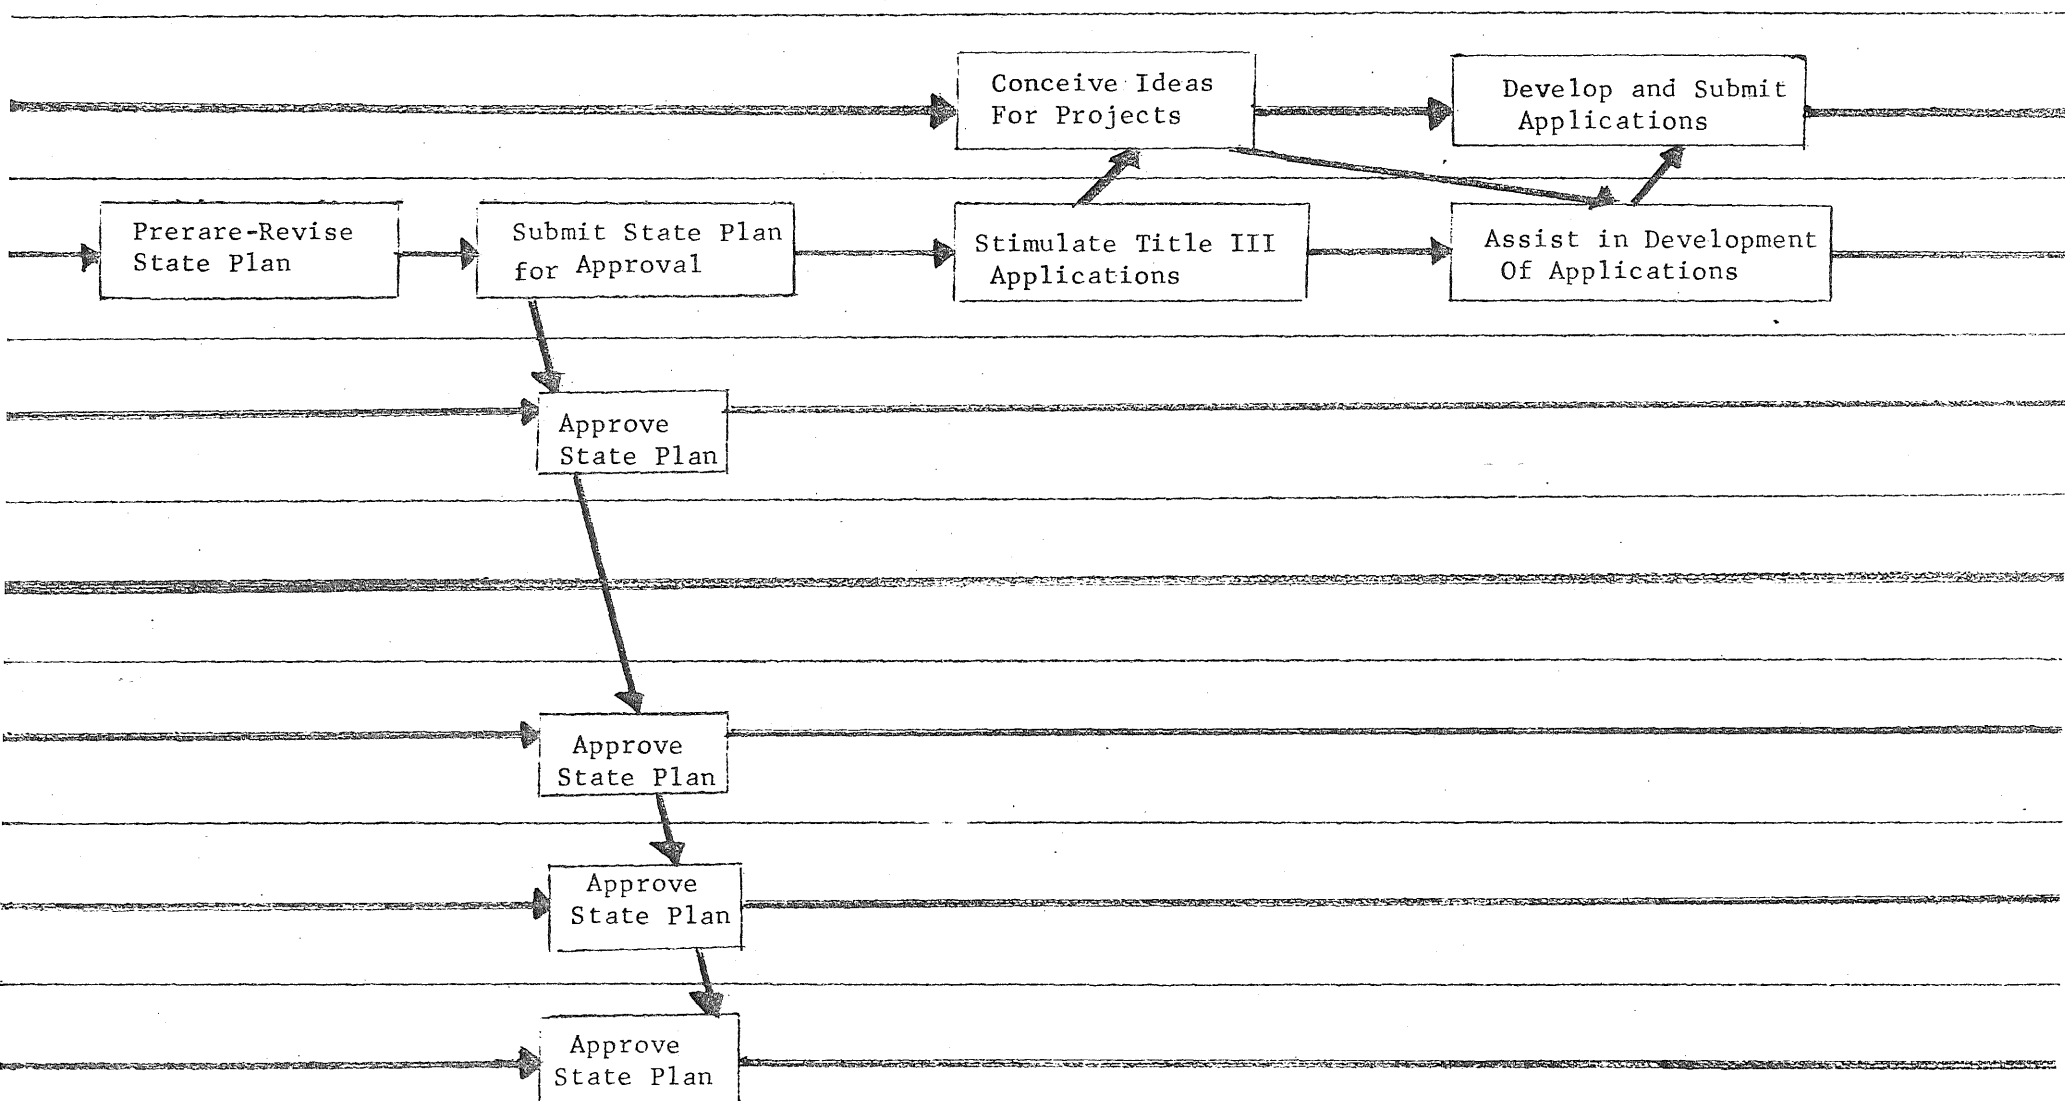 Conceive Ideas
For Projects
Develop and Submit
Applications
Prerare-Revise
State Plan
Submit State Plan
for Approval
Stimulate Title III
Applications
Assist in Development
Of Applications
Approve
State Plan
Approve
State Plan
Approve
State Plan
Approve
State Plan